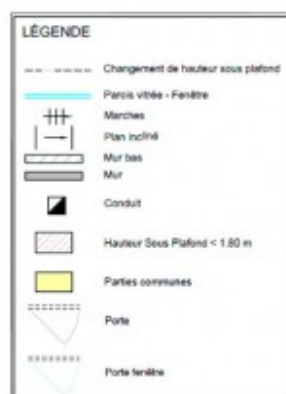 LÉGENDE
Changement de hauteur sous plafond
Parois vitrée - Fenêtre
Marches
Plan incliné
Mur bas
Mur
Conduit
Hauteur Sous Plafond < 1.80 m
Parties communes
Porte
Porte fenêtre